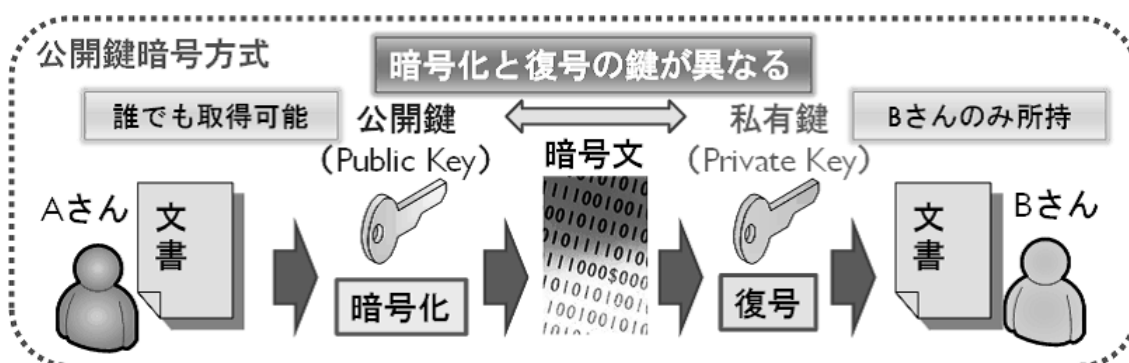 公開鍵暗号方式
暗号化と復号の鍵が異なる
誰でも取得可能
公開鍵
(Public Key)
暗号文
私有鍵
(Private Key)
Bさんのみ所持
Aさん
文書
暗号化
復号
文書
Bさん